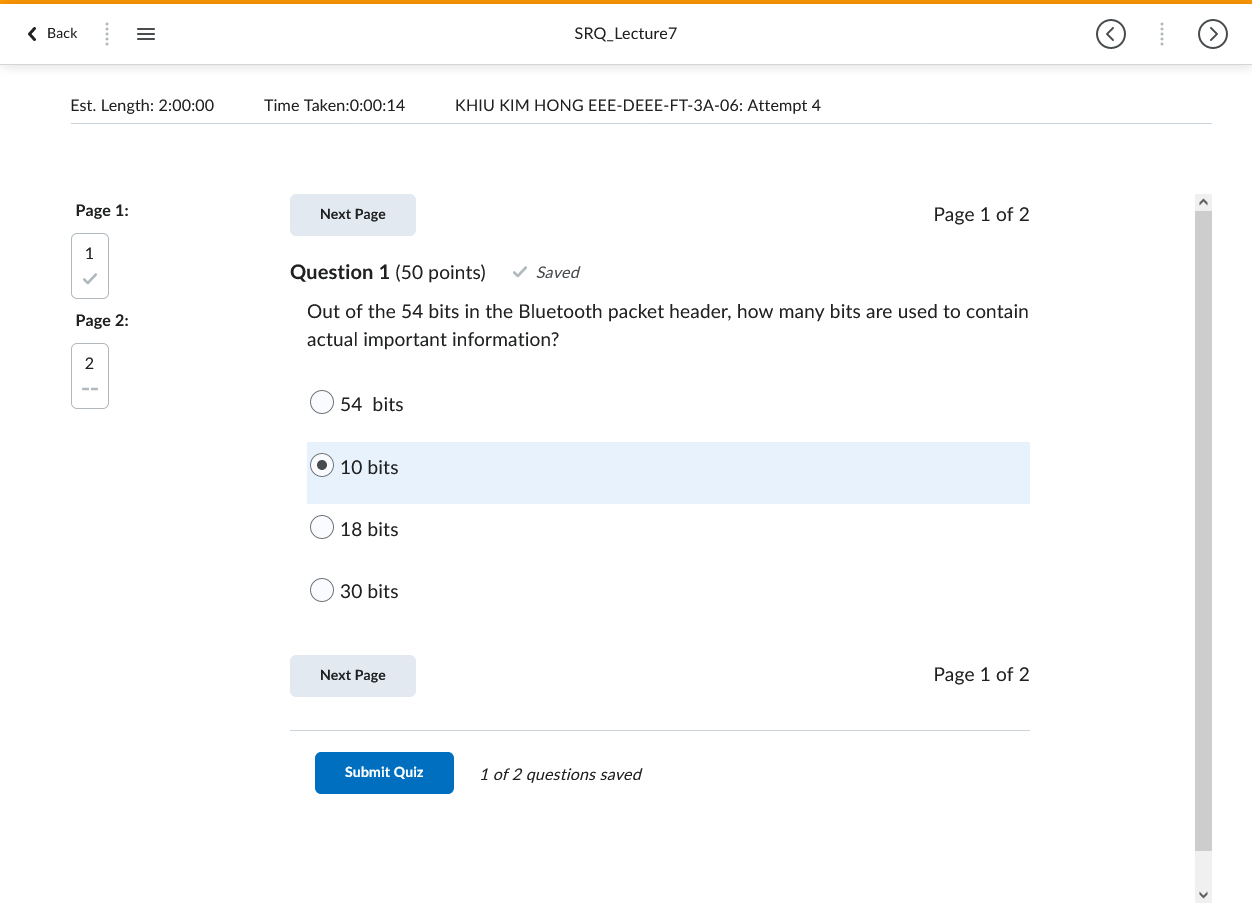 Back
SRQ_Lecture7
Est. Length: 2:00:00 Time Taken:0:00:14 KHIU KIM HONG EEE-DEEE-FT-3A-06: Attempt 4
Page 1:
1
Page 2:
2
--
Next Page Page 1 of 2
Question 1 (50 points) Saved
Out of the 54 bits in the Bluetooth packet header, how many bits are used to contain
actual important information?
54 bits
10 bits
18 bits
30 bits
Next Page Page 1 of 2
Submit Quiz 1 of 2 questions saved